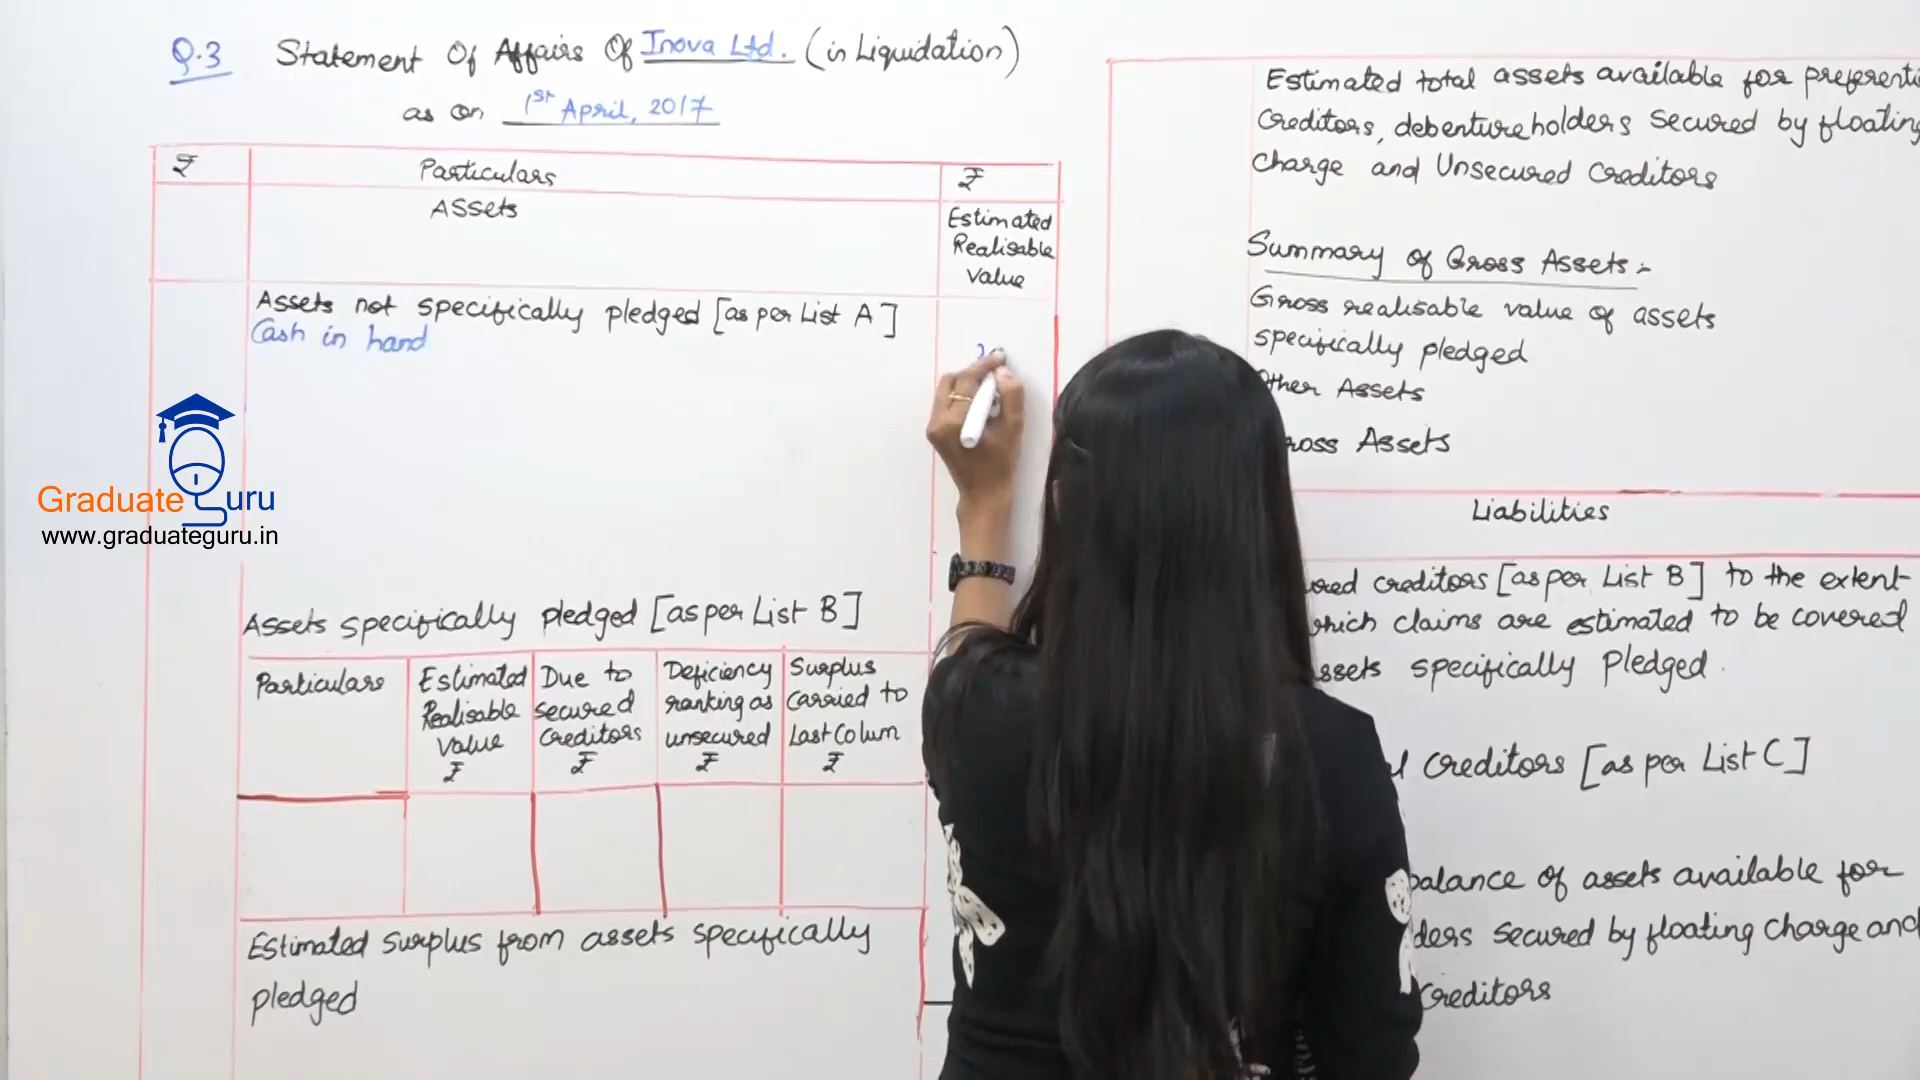 Q.3 Statement Of Affairs Of Inova Ltd. (in Liquidation)
as on 1st April, 2017
₹ Particulars ₹
Assets Estimated
Realisable
Value
Assets not specifically pledged [as per List A]
Cash in hand
Graduate Guru
www.graduateguru.in
Assets specifically pledged [as per List B]
Particulars
Estimated
Realisable
Value
₹
Due to
secured
Creditors
₹
Deficiency
ranking as
unsecured
₹
Surplus
Carried to
Last Colum
₹
Estimated Surplus from assets specifically
pledged
Estimated total assets available for
Creditors, debentureholders Secured by floating
Charge and Unsecured Creditors
Summary of Gross Assets :-
Gross realisable value of assets
specifically pledged
Other Assets
Gross Assets
Liabilities
creditors [as per List B] to the extent
which claims are estimated to be covered
Assets specifically Pledged.
Creditors [as per List C]
balance of assets available for
secured by floating Charge and
Creditors